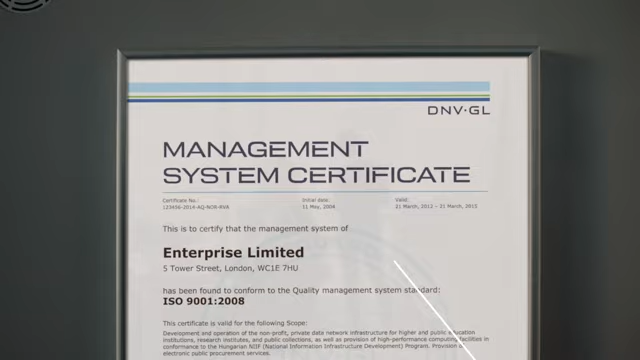 DNV·GL
MANAGEMENT
SYSTEM CERTIFICATE
Certificate No.: Initial date: Valid:
123456-2014-AQ-NOR-RVA 11 May, 2004 21 March, 2012 – 21 March, 2015
This is to certify that the management system of
Enterprise Limited
5 Tower Street, London, WC1E 7HU
has been found to conform to the Quality management system standard:
ISO 9001:2008
This certificate is valid for the following Scope:
Development and operation of the non-profit, private data network infrastructure for higher and public education
institutions, research institutes, and public collections, as well as provision of high-performance computing facilities in
conformance to the Hungarian NIIF (National Information Infrastructure Development) Program. Provision of
electronic public procurement services.